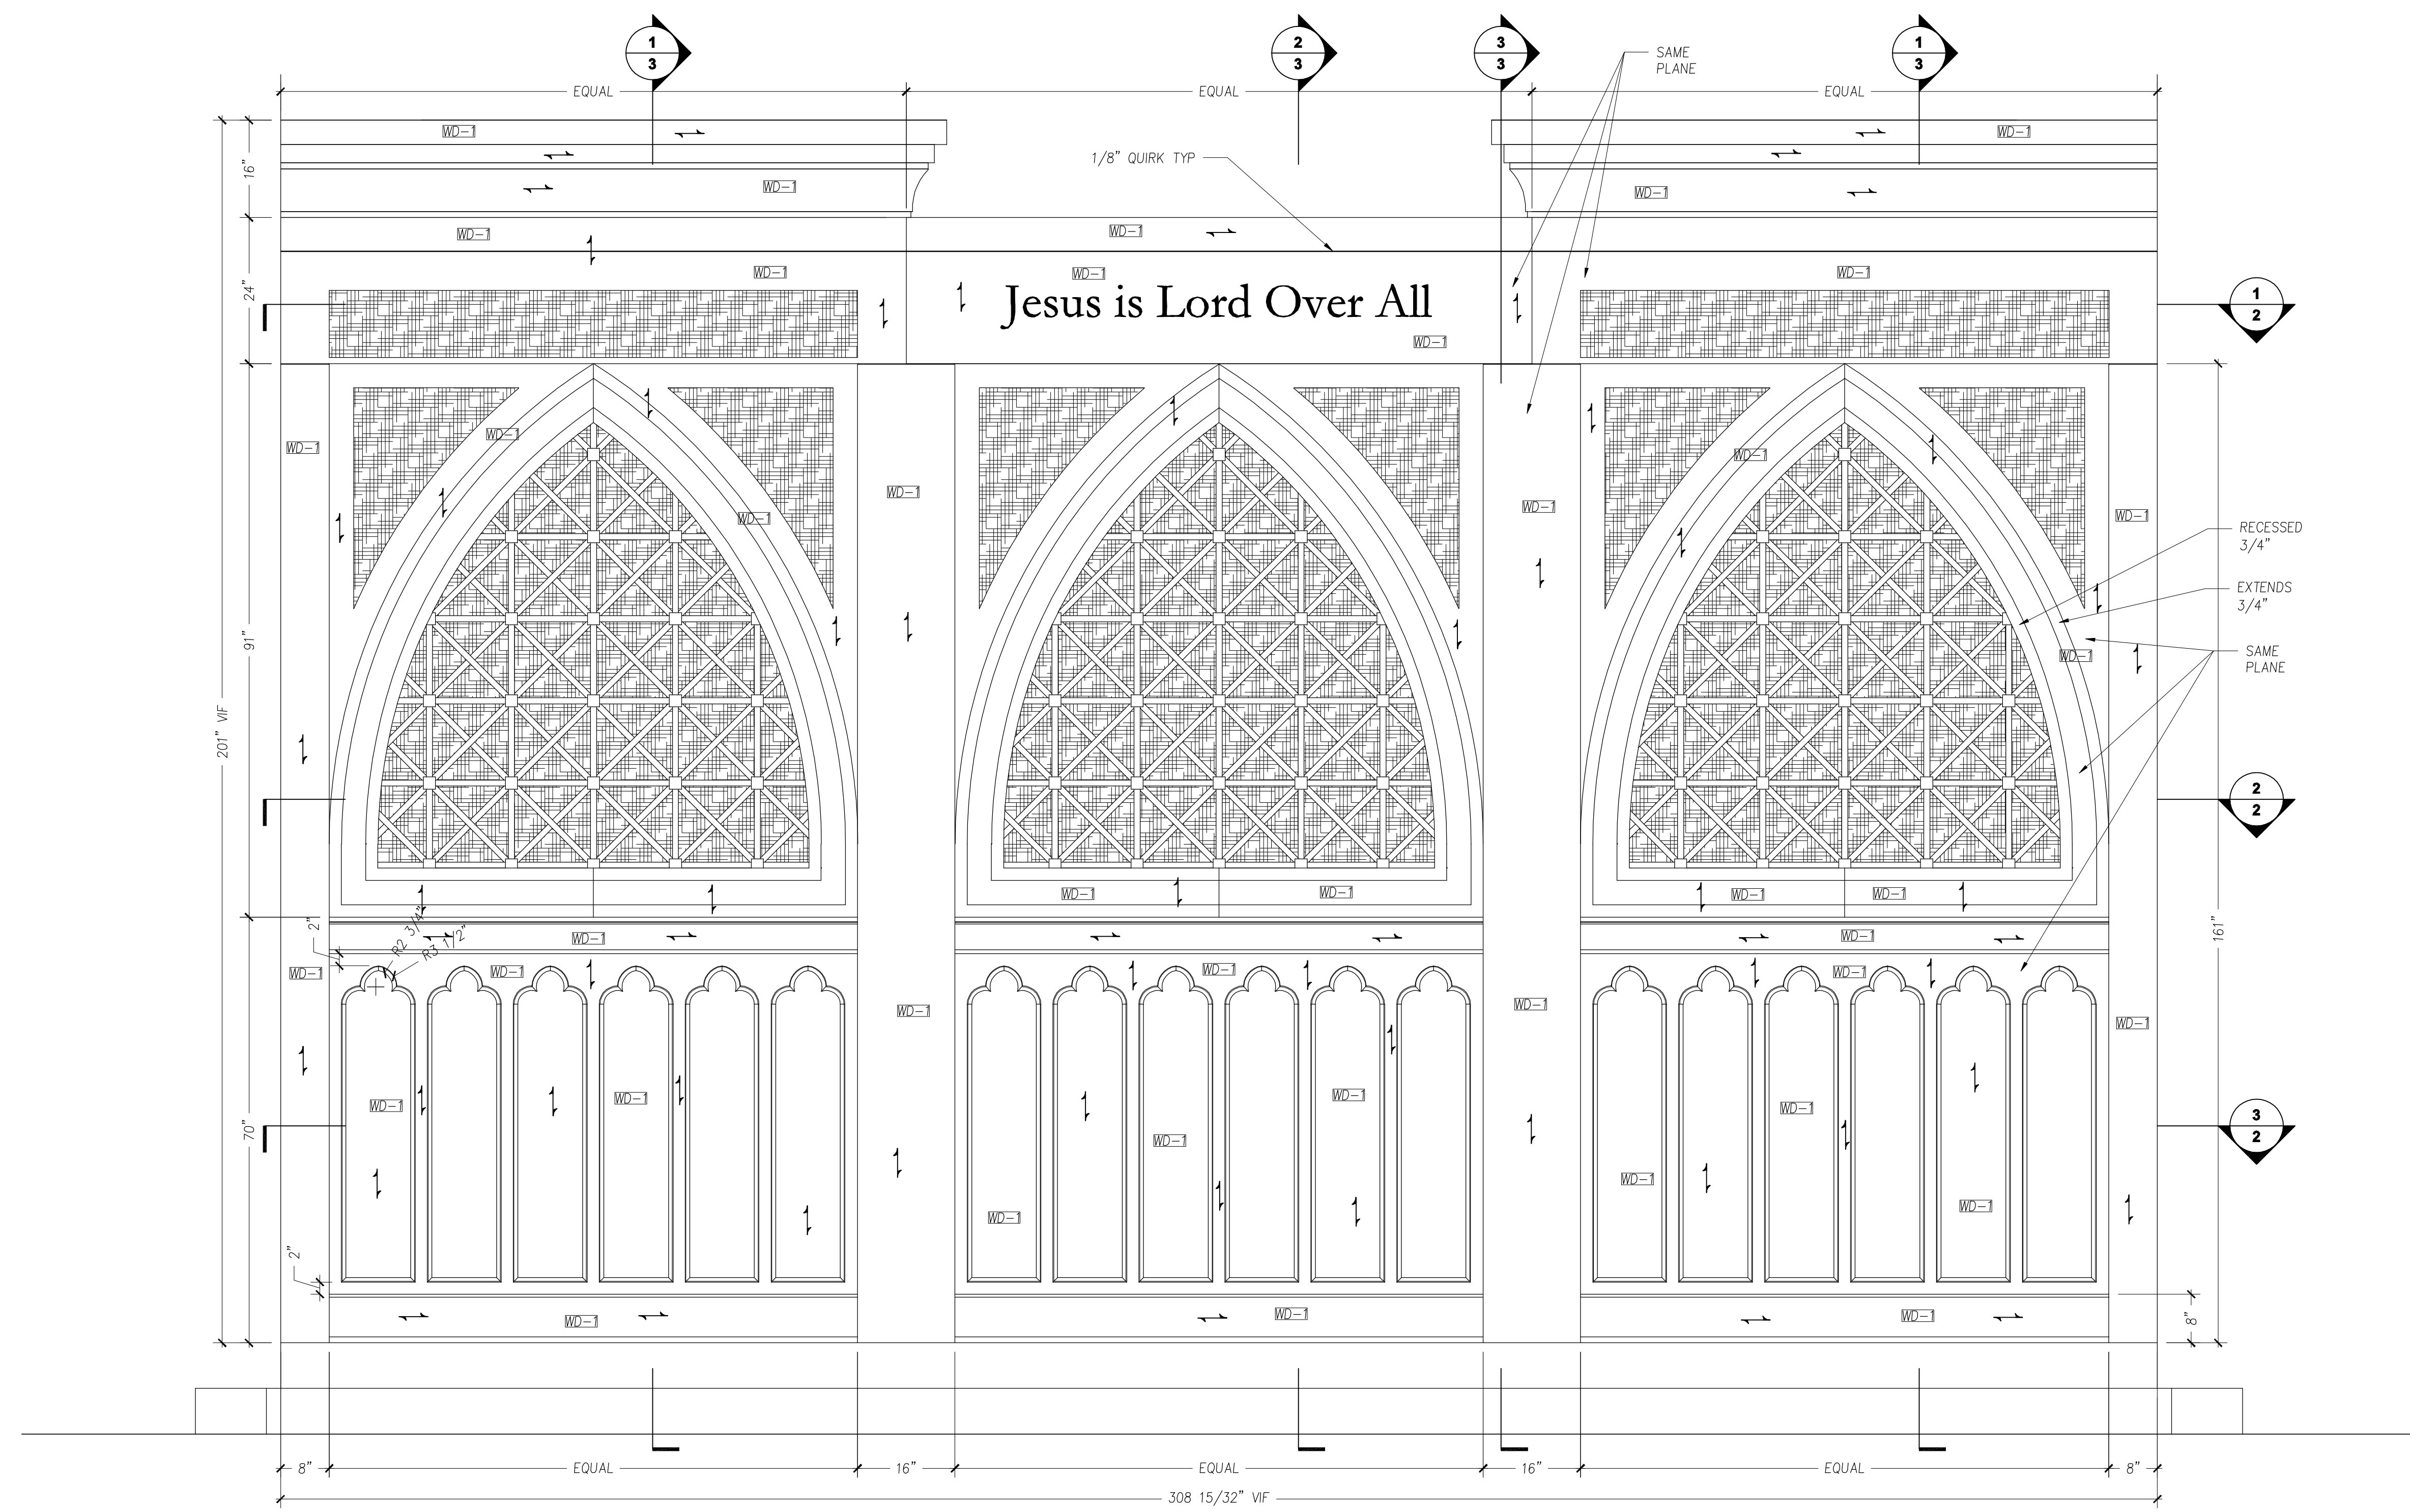 1
3
2
3
3
3
1
3
SAME
PLANE
EQUAL
EQUAL
EQUAL
WD-1
WD-1
16"
1/8" QUIRK TYP
WD-1
WD-1
WD-1
WD-1
24"
WD-1
WD-1
WD-1
Jesus is Lord Over All
WD-1
1
2
WD-1
WD-1
WD-1
WD-1
WD-1
WD-1
WD-1
WD-1
RECESSED
3/4"
EXTENDS
3/4"
91"
SAME
PLANE
WD-1
201" VIF
2
2
WD-1
WD-1
WD-1
WD-1
2"
R2 3/4"
R3 1/2"
WD-1
WD-1
161"
WD-1
WD-1
WD-1
WD-1
WD-1
WD-1
WD-1
WD-1
WD-1
WD-1
WD-1
70"
3
2
WD-1
WD-1
WD-1
WD-1
WD-1
2"
WD-1
WD-1
WD-1
8"
8"
EQUAL
16"
EQUAL
16"
EQUAL
8"
308 15/32" VIF